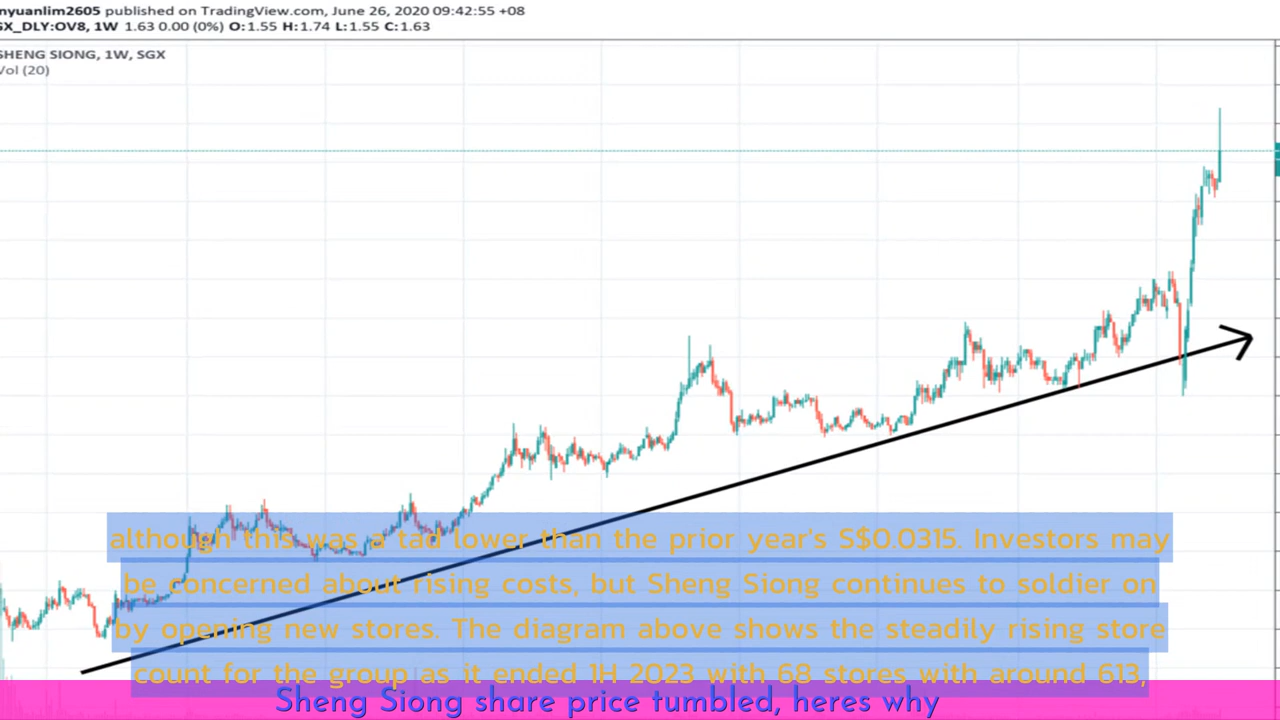 nyuanlim2605 published on TradingView.com, June 26, 2020 09:42:55 +08
GX_DLY:OV8, 1W 1.63 0.00 (0%) O:1.55 H:1.74 L:1.55 C:1.63
SHENG SIONG, 1W, SGX
Vol (20)
although this was a tad lower than the prior year's S$0.0315. Investors may
be concerned about rising costs, but Sheng Siong continues to soldier on
by opening new stores. The diagram above shows the steadily rising store
count for the group as it ended 1H 2023 with 68 stores with around 613,
Sheng Siong share price tumbled, heres why